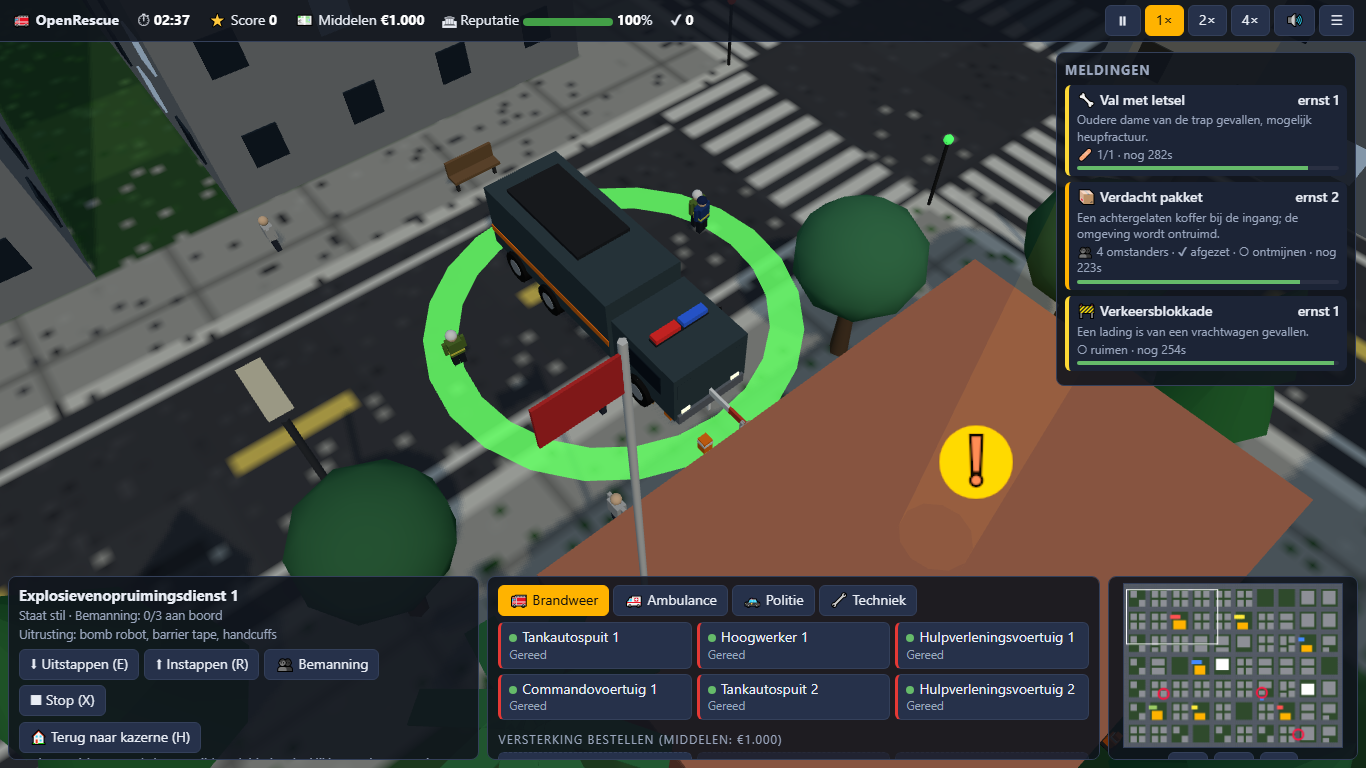 OpenRescue
02:37
Score 0
Middelen €1.000
Reputatie
100%
✓ 0
1×
2×
4×
MELDINGEN
Val met letsel
ernst 1
Oudere dame van de trap gevallen, mogelijk
heupfractuur.
1/1 · nog 282s
Verdacht pakket
ernst 2
Een achtergelaten koffer bij de ingang; de
omgeving wordt ontruimd.
4 omstanders · ✓ afgezet · ○ ontmijnen · nog
223s
Verkeersblokkade
ernst 1
Een lading is van een vrachtwagen gevallen.
○ ruimen · nog 254s
Explosievenopruimingsdienst 1
Staat stil · Bemanning: 0/3 aan boord
Uitrusting: bomb robot, barrier tape, handcuffs
⬇ Uitstappen (E)
⬆ Instappen (R)
Bemanning
Stop (X)
Terug naar kazerne (H)
Brandweer
Ambulance
Politie
Techniek
Tankautospuit 1
Gereed
Hoogwerker 1
Gereed
Hulpverleningsvoertuig 1
Gereed
Commandovoertuig 1
Gereed
Tankautospuit 2
Gereed
Hulpverleningsvoertuig 2
Gereed
VERSTERKING BESTELLEN (MIDDELEN: €1.000)